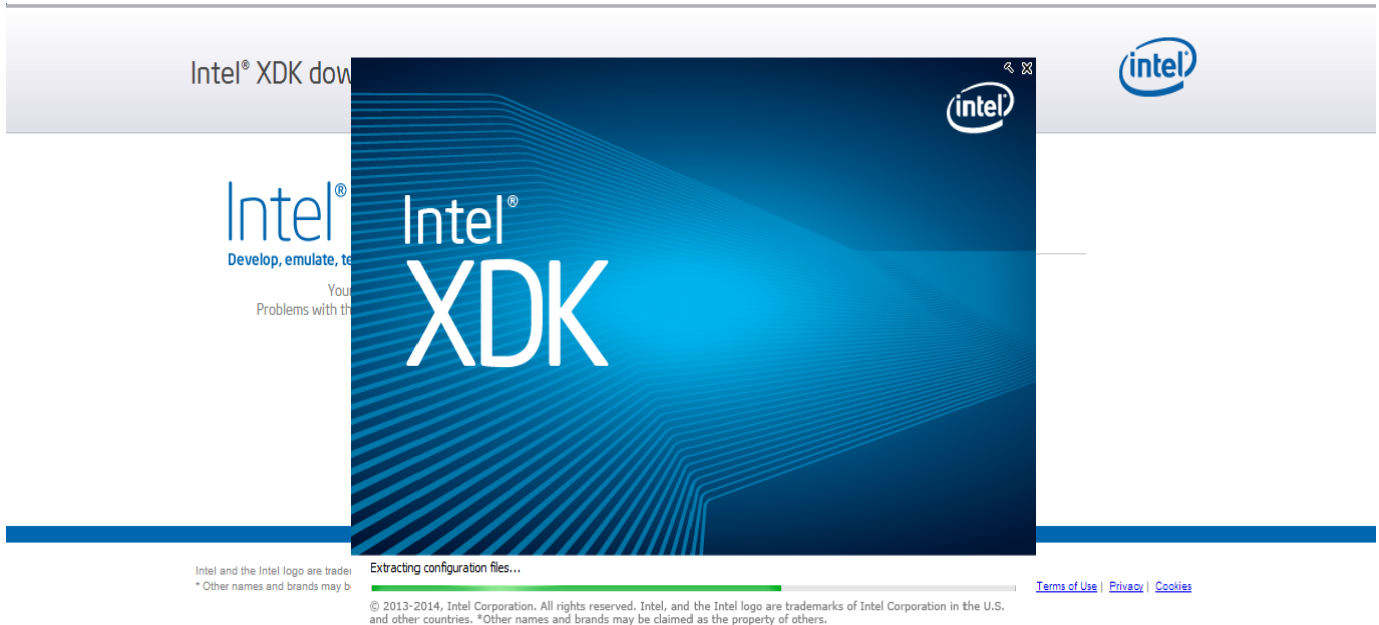 Intel® XDK dow
intel
intel
Intel®
Develop, emulate, te
You
Problems with th
Intel®
XDK
Intel and the Intel logo are trade
* Other names and brands may b
Extracting configuration files...
© 2013-2014, Intel Corporation. All rights reserved. Intel, and the Intel logo are trademarks of Intel Corporation in the U.S.
and other countries. *Other names and brands may be claimed as the property of others.
Terms of Use | Privacy | Cookies